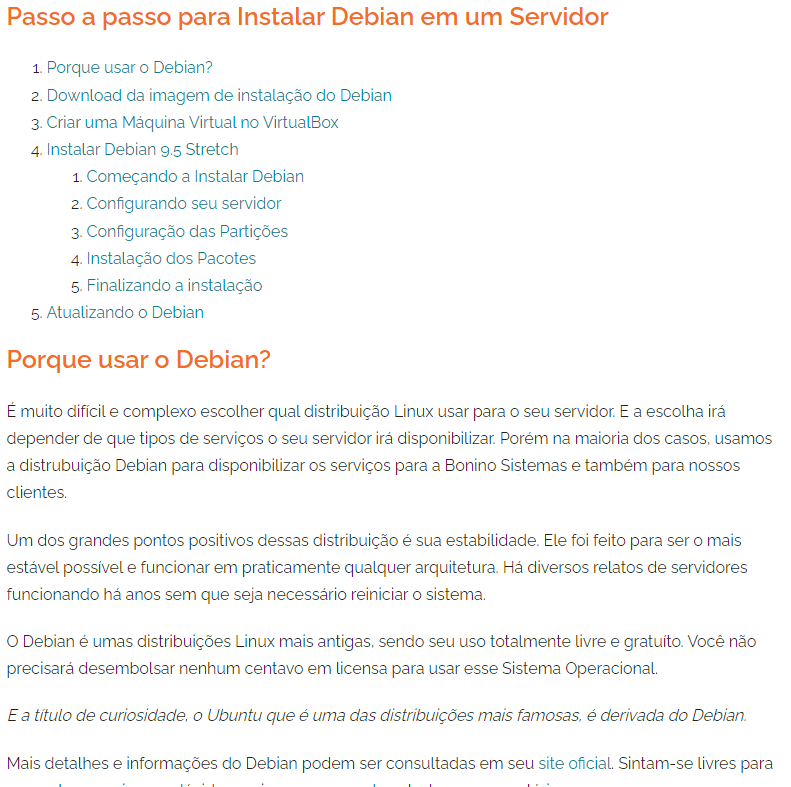 Passo a passo para Instalar Debian em um Servidor
1. Porque usar o Debian?
2. Download da imagem de instalação do Debian
3. Criar uma Máquina Virtual no VirtualBox
4. Instalar Debian 9.5 Stretch
1. Começando a Instalar Debian
2. Configurando seu servidor
3. Configuração das Partições
4. Instalação dos Pacotes
5. Finalizando a instalação
5. Atualizando o Debian
Porque usar o Debian?
É muito difícil e complexo escolher qual distribuição Linux usar para o seu servidor. E a escolha irá
depender de que tipos de serviços o seu servidor irá disponibilizar. Porém na maioria dos casos, usamos
a distrubuição Debian para disponibilizar os serviços para a Bonino Sistemas e também para nossos
clientes.
Um dos grandes pontos positivos dessas distribuição é sua estabilidade. Ele foi feito para ser o mais
estável possível e funcionar em praticamente qualquer arquitetura. Há diversos relatos de servidores
funcionando há anos sem que seja necessário reiniciar o sistema.
O Debian é umas distribuições Linux mais antigas, sendo seu uso totalmente livre e gratuíto. Você não
precisará desembolsar nenhum centavo em licensa para usar esse Sistema Operacional.
E a título de curiosidade, o Ubuntu que é uma das distribuições mais famosas, é derivada do Debian.
Mais detalhes e informações do Debian podem ser consultadas em seu site oficial. Sintam-se livres para